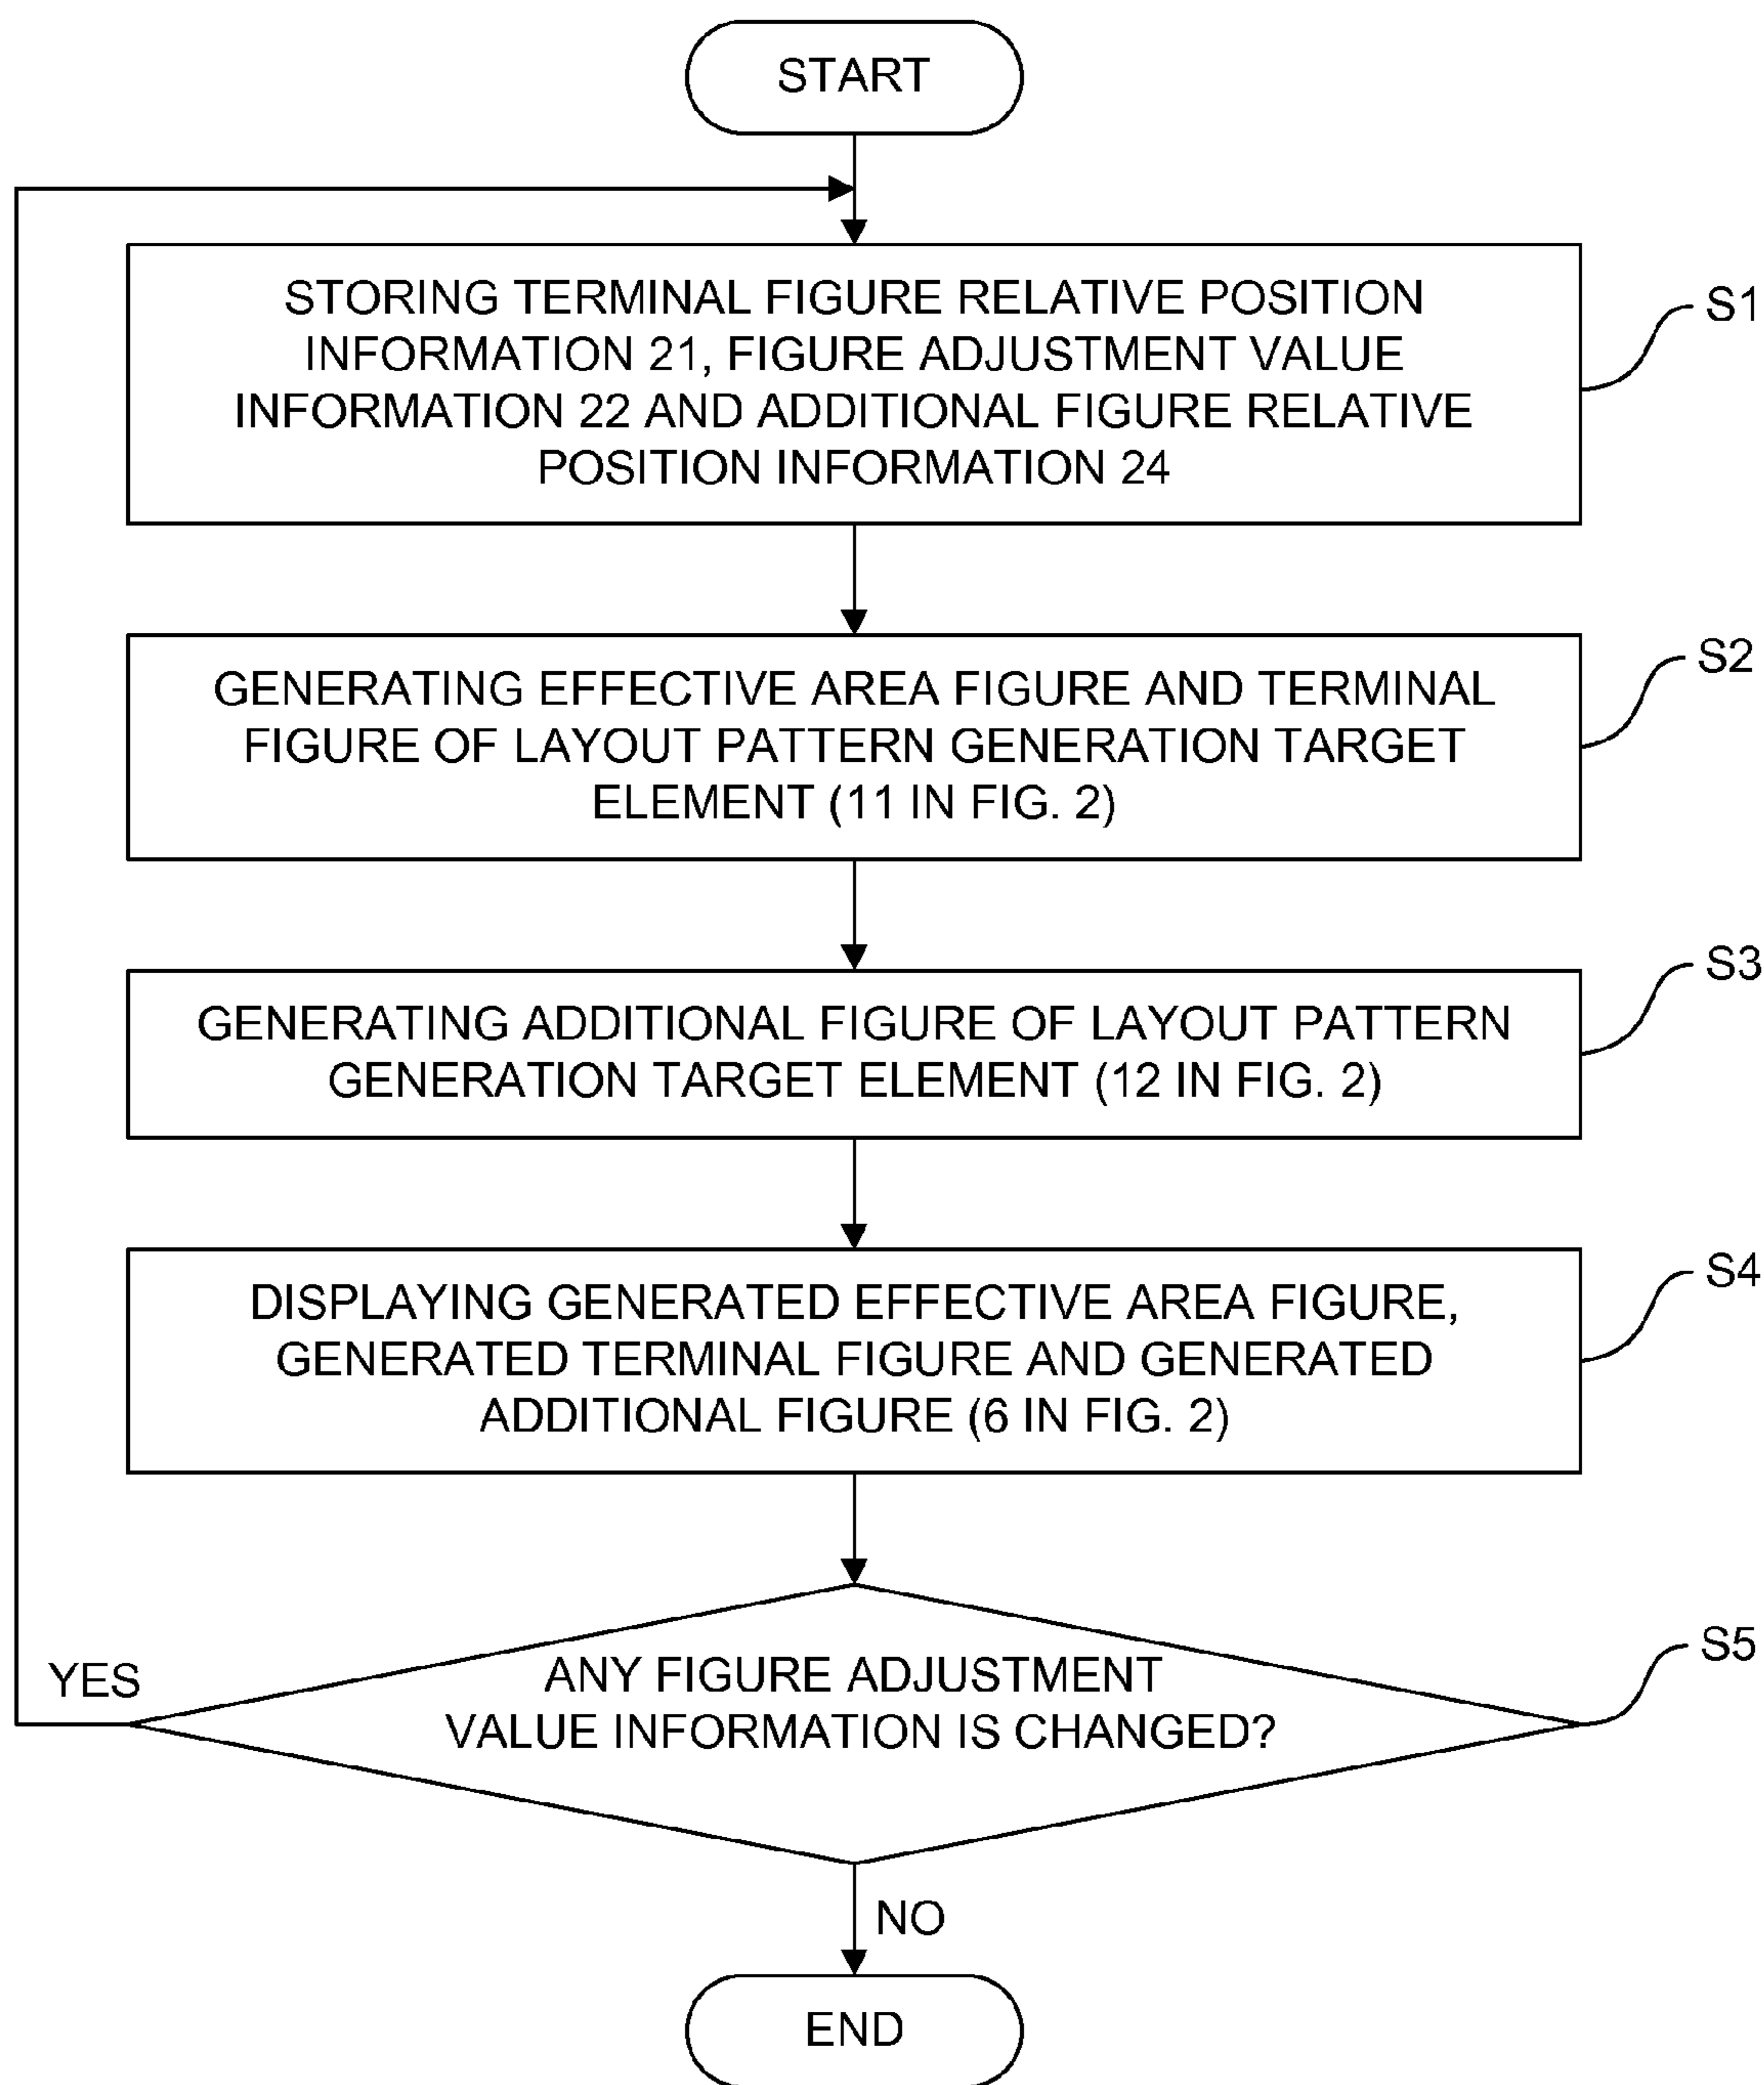 START
STORING TERMINAL FIGURE RELATIVE POSITION
INFORMATION 21, FIGURE ADJUSTMENT VALUE
INFORMATION 22 AND ADDITIONAL FIGURE RELATIVE
POSITION INFORMATION 24
S1
GENERATING EFFECTIVE AREA FIGURE AND TERMINAL
FIGURE OF LAYOUT PATTERN GENERATION TARGET
ELEMENT (11 IN FIG. 2)
S2
GENERATING ADDITIONAL FIGURE OF LAYOUT PATTERN
GENERATION TARGET ELEMENT (12 IN FIG. 2)
S3
DISPLAYING GENERATED EFFECTIVE AREA FIGURE,
GENERATED TERMINAL FIGURE AND GENERATED
ADDITIONAL FIGURE (6 IN FIG. 2)
S4
ANY FIGURE ADJUSTMENT
VALUE INFORMATION IS CHANGED?
S5
YES
NO
END